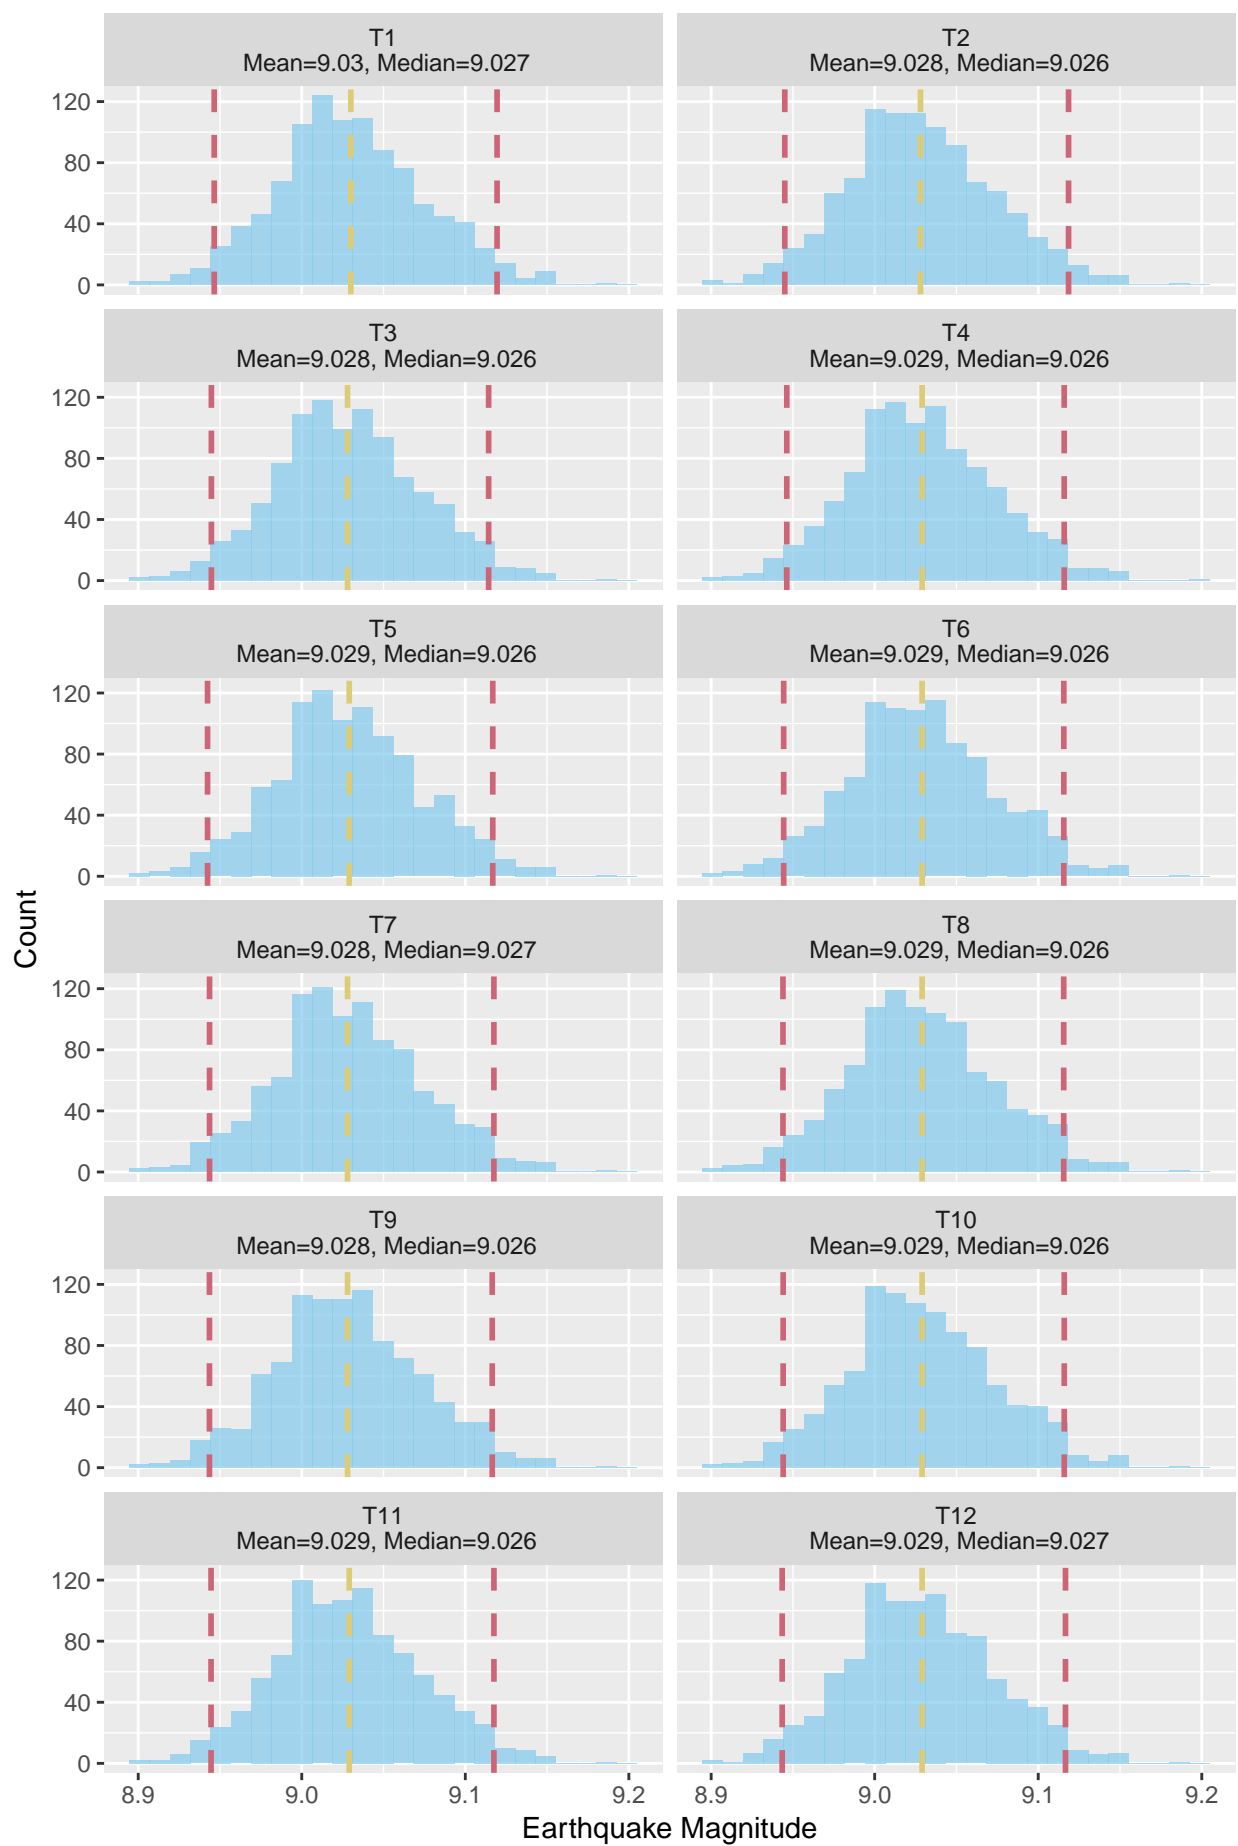 T1
Mean=9.03, Median=9.027
T2
Mean=9.028, Median=9.026
120
80
40
0
T3
Mean=9.028, Median=9.026
T4
Mean=9.029, Median=9.026
120
80
40
0
T5
Mean=9.029, Median=9.026
T6
Mean=9.029, Median=9.026
120
80
40
0
Count
T7
Mean=9.028, Median=9.027
T8
Mean=9.029, Median=9.026
120
80
40
0
T9
Mean=9.028, Median=9.026
T10
Mean=9.029, Median=9.026
120
80
40
0
T11
Mean=9.029, Median=9.026
T12
Mean=9.029, Median=9.027
120
80
40
0
8.9 9.0 9.1 9.2 8.9 9.0 9.1 9.2
Earthquake Magnitude